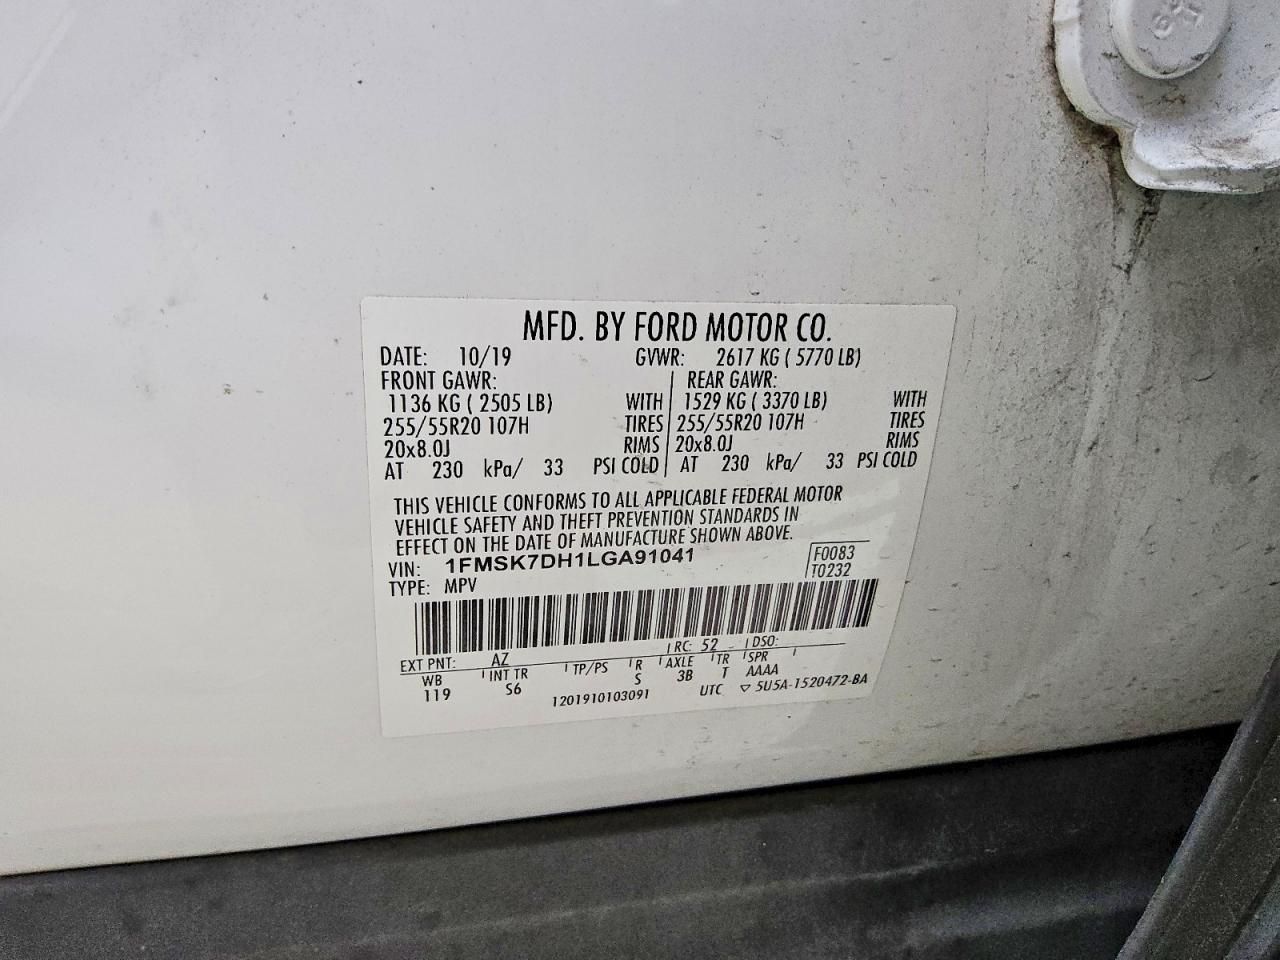 MFD. BY FORD MOTOR CO.
DATE: 10/19 GVWR: 2617 KG ( 5770 LB)
FRONT GAWR: REAR GAWR:
1136 KG ( 2505 LB) WITH 1529 KG ( 3370 LB) WITH
255/55R20 107H TIRES 255/55R20 107H TIRES
20x8.0J RIMS 20x8.0J RIMS
AT 230 kPa/ 33 PSI COLD AT 230 kPa/ 33 PSI COLD
THIS VEHICLE CONFORMS TO ALL APPLICABLE FEDERAL MOTOR
VEHICLE SAFETY AND THEFT PREVENTION STANDARDS IN
EFFECT ON THE DATE OF MANUFACTURE SHOWN ABOVE.
VIN: 1FMSK7DH1LGA91041 F0083
TYPE: MPV T0232
EXT PNT: AZ RC: 52 DSO:
WB INT TR TP/PS R AXLE TR SPR
119 S6 S 3B T AAAA
1201910103091 UTC ▽ 5U5A-1520472-BA